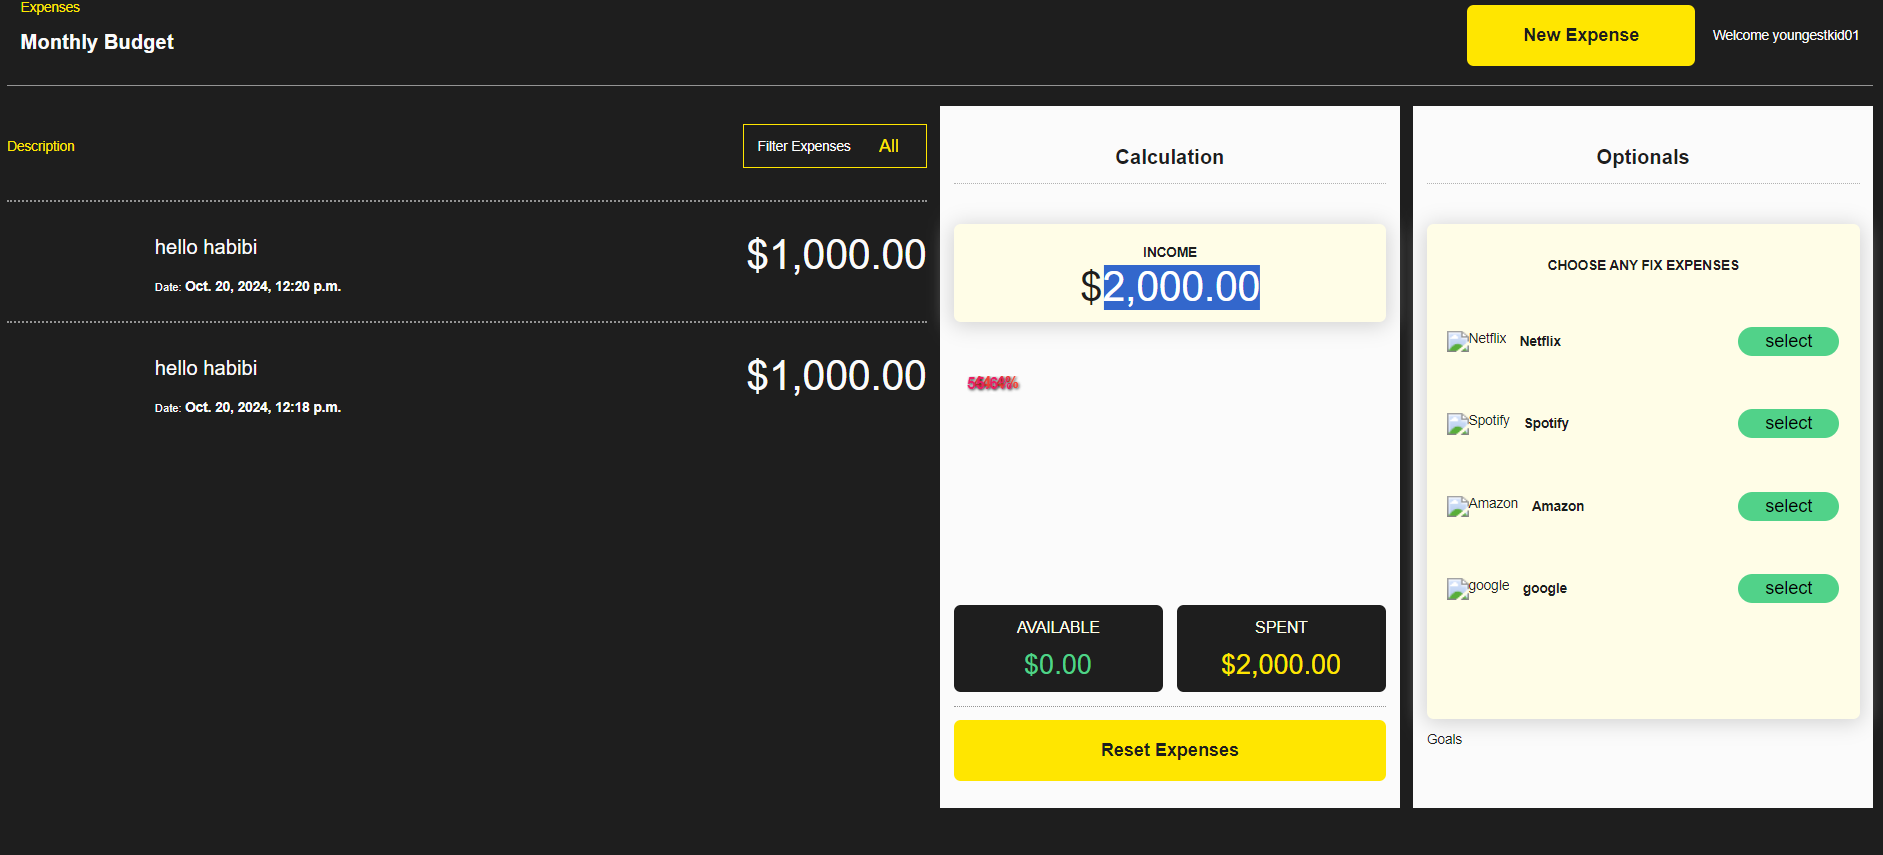 Expenses
Monthly Budget
New Expense
Welcome youngestkid01
Description
Filter Expenses All
hello habibi
$1,000.00
Date: Oct. 20, 2024, 12:20 p.m.
hello habibi
$1,000.00
Date: Oct. 20, 2024, 12:18 p.m.
Calculation
INCOME
$2,000.00
AVAILABLE
$0.00
SPENT
$2,000.00
Reset Expenses
Optionals
CHOOSE ANY FIX EXPENSES
Netflix Netflix select
Spotify Spotify select
Amazon Amazon select
google google select
Goals